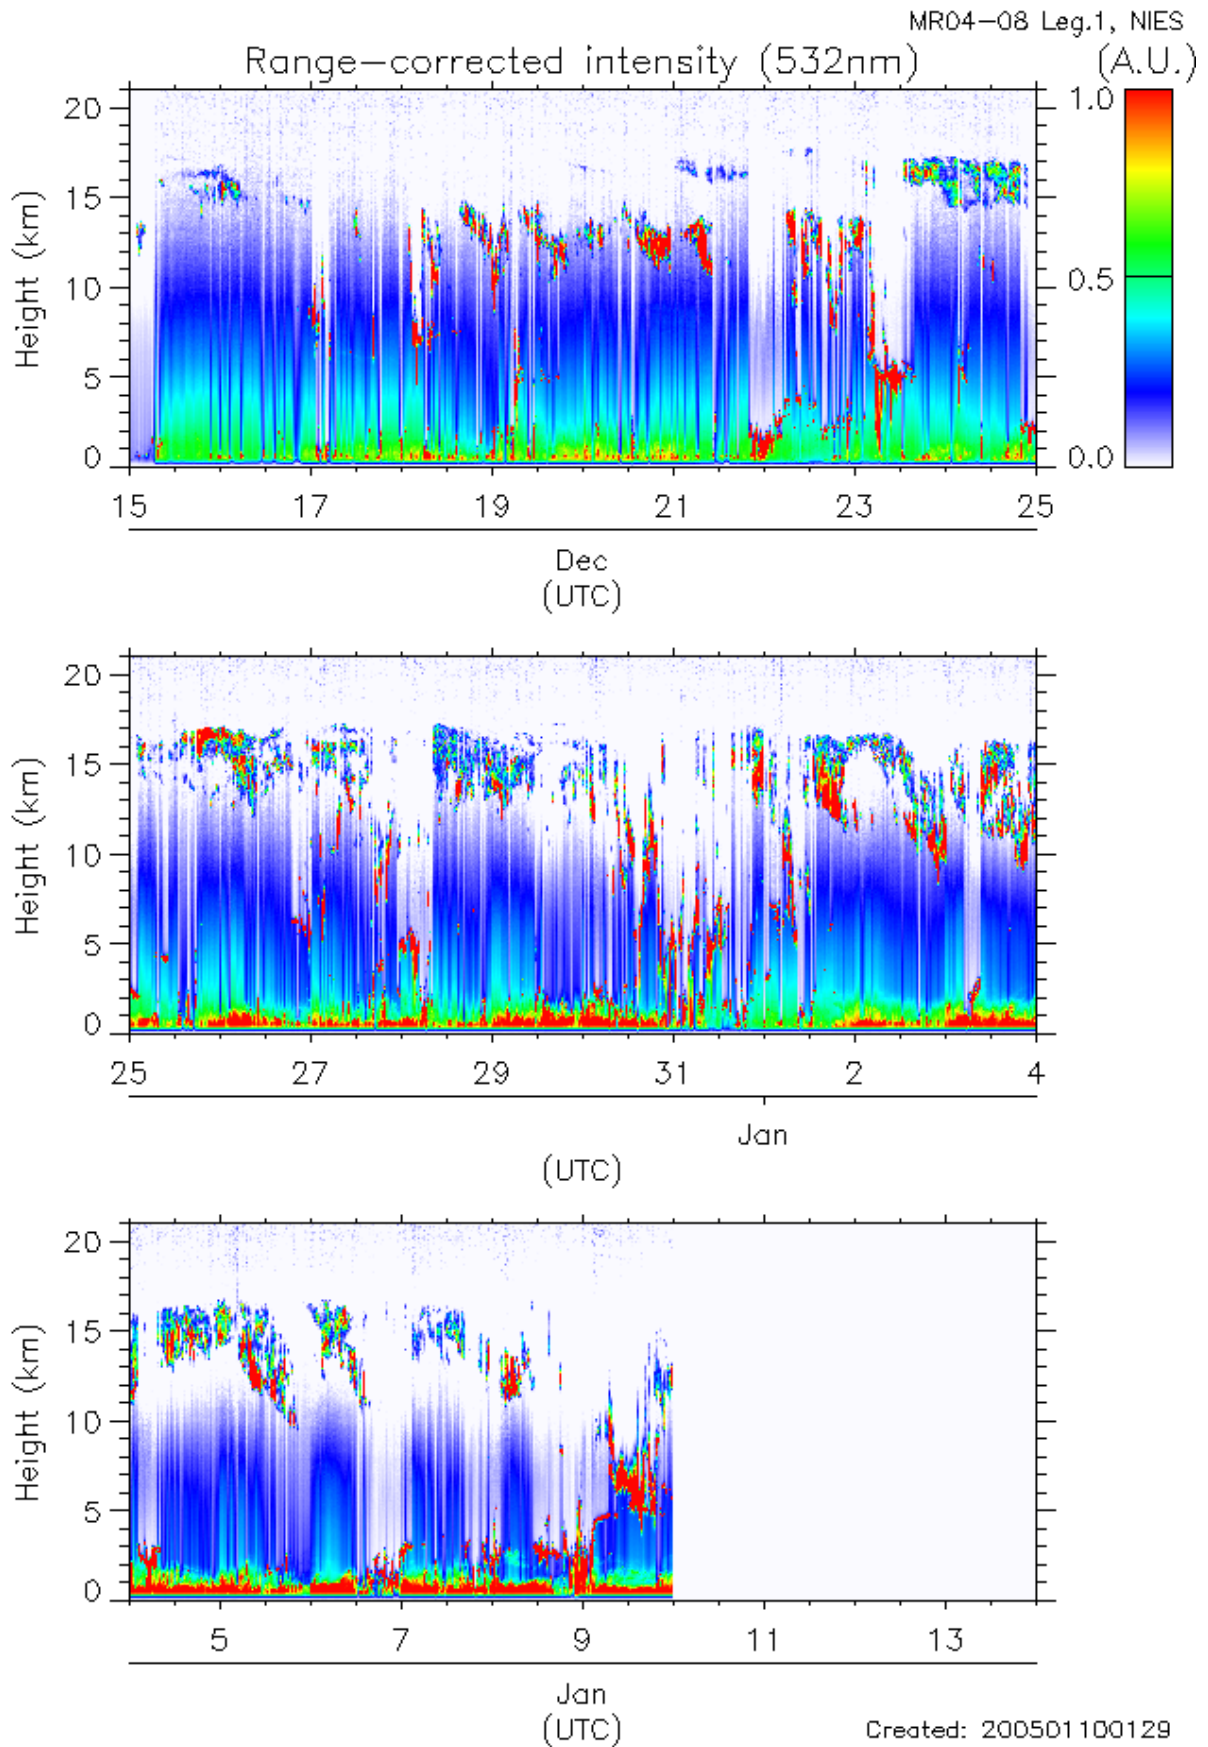 MR04-08 Leg.1, NIES
Range-corrected intensity (532nm) (A.U.)
20
15
10
5
0
Height (km)
1.0
0.5
0.0
15 17 19 21 23 25
Dec
(UTC)
20
15
10
5
0
Height (km)
25 27 29 31 2 4
Jan
(UTC)
20
15
10
5
0
Height (km)
5 7 9 11 13
Jan
(UTC)
Created: 200501100129